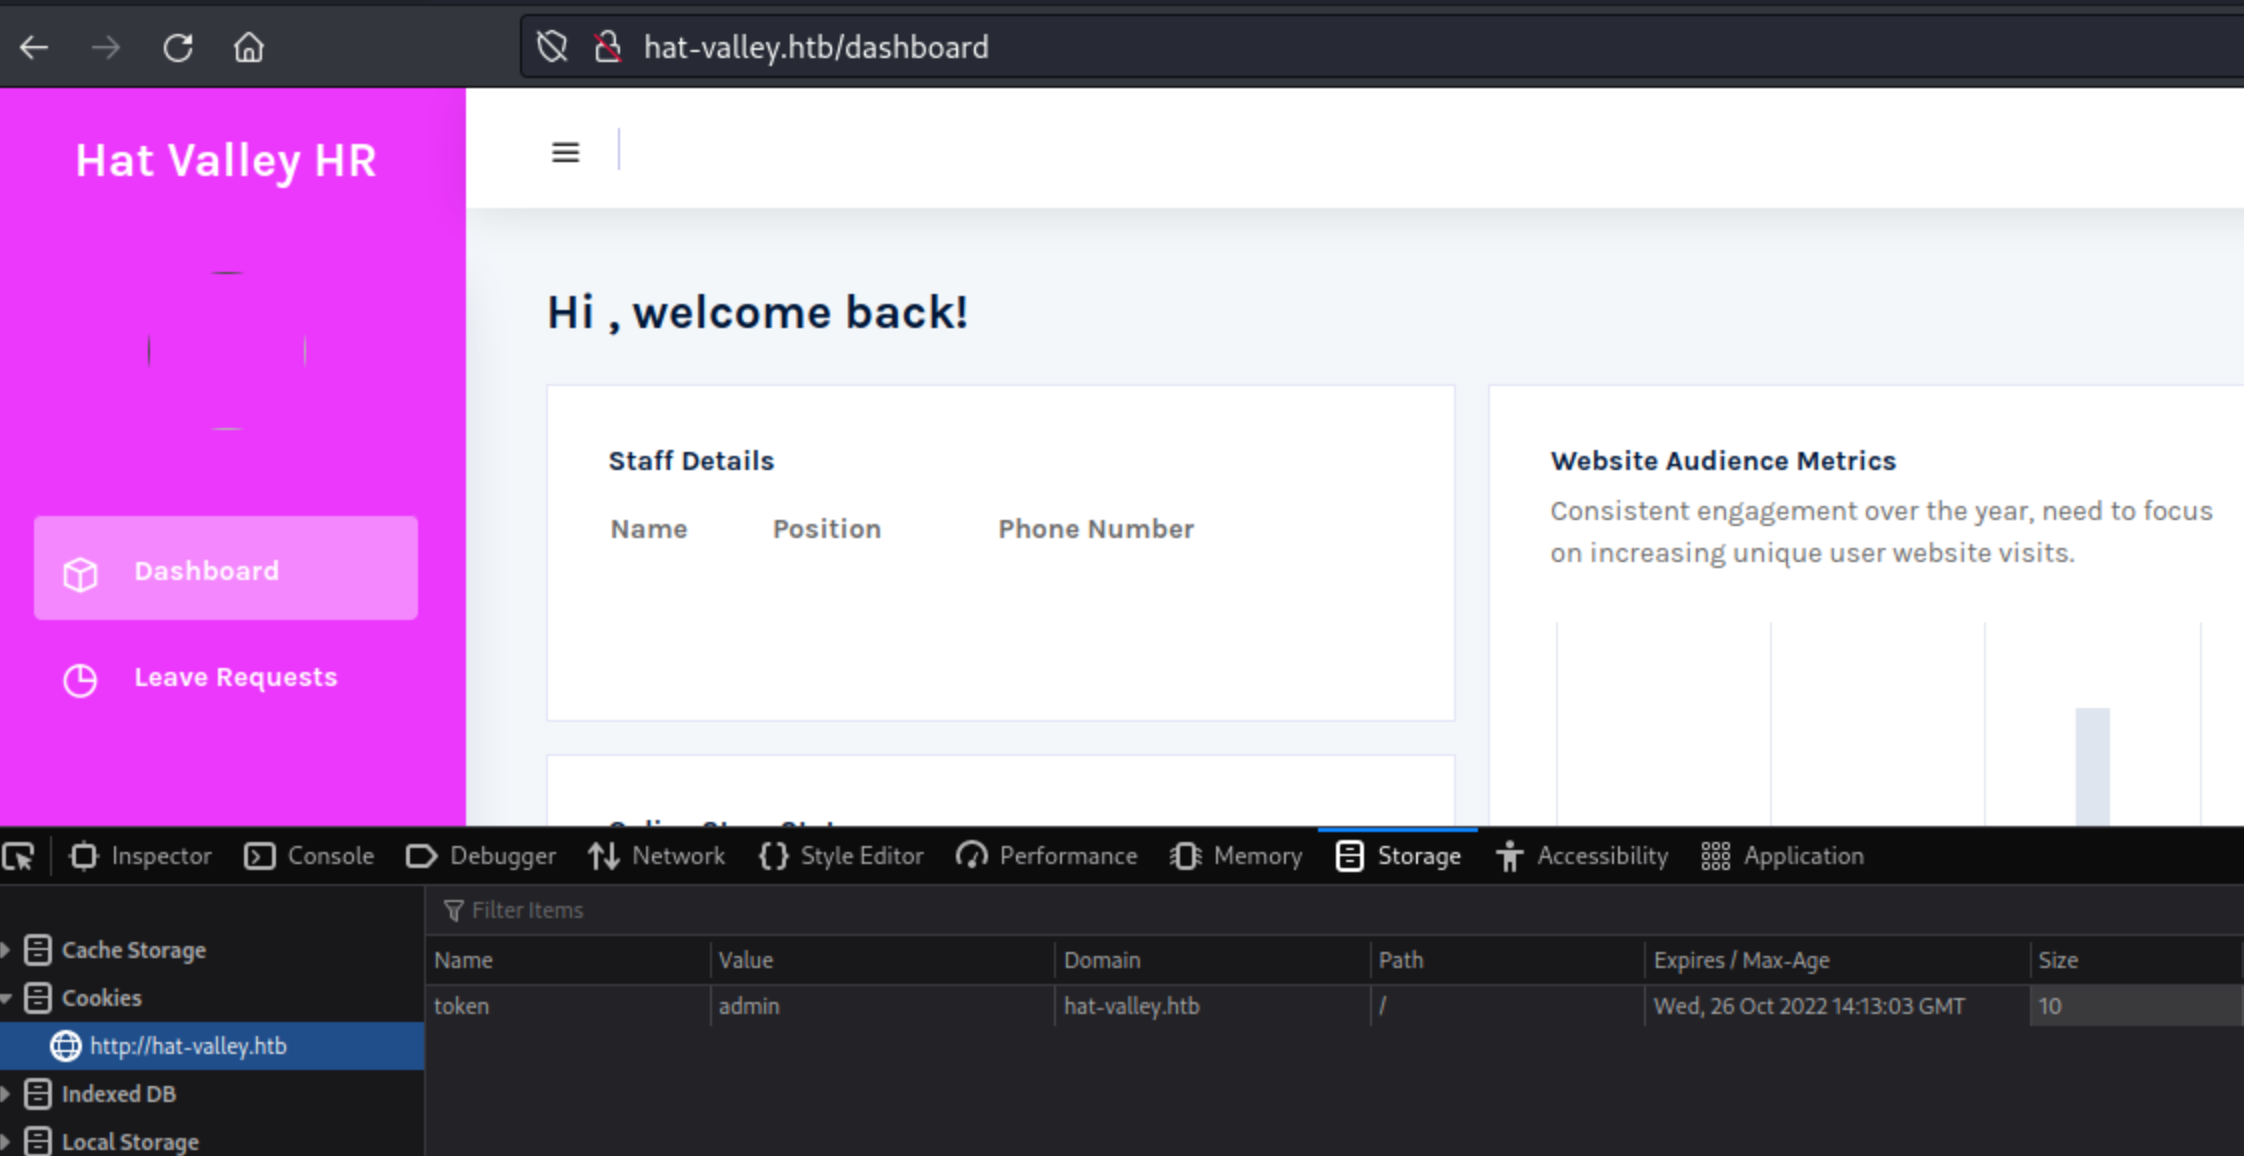 hat-valley.htb/dashboard
Hat Valley HR
Dashboard
Leave Requests
Hi , welcome back!
Staff Details
Name Position Phone Number
Website Audience Metrics
Consistent engagement over the year, need to focus
on increasing unique user website visits.
Inspector Console Debugger Network Style Editor Performance Memory Storage Accessibility Application
Cache Storage
Cookies
http://hat-valley.htb
Indexed DB
Local Storage
Filter Items
Name Value Domain Path Expires / Max-Age Size
token admin hat-valley.htb / Wed, 26 Oct 2022 14:13:03 GMT 10